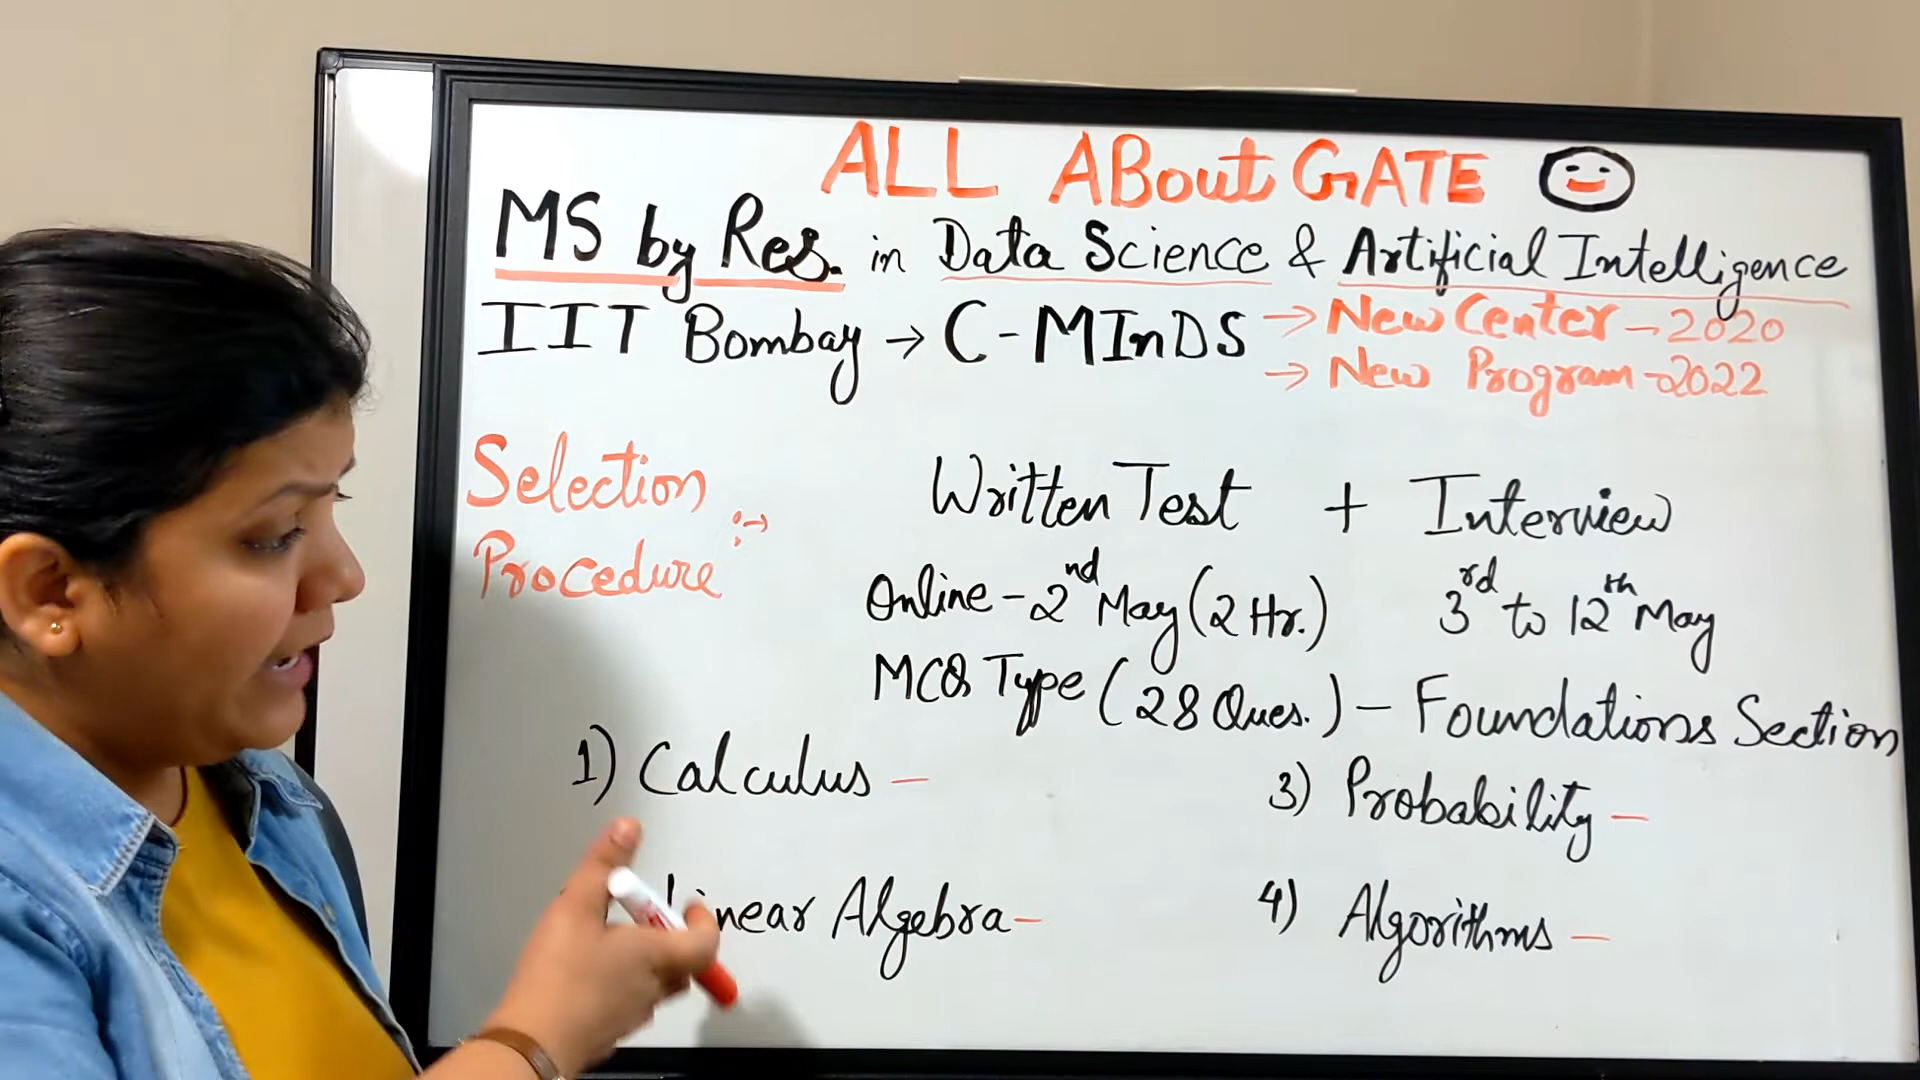 ALL ABout GATE
MS by Res. in Data Science & Artificial Intelligence
IIT Bombay → C-MInDS → New Center - 2020
→ New Program - 2022
Selection Procedure :→
Written Test + Interview
Online - 2nd May (2 Hr.) 3rd to 12th May
MCQ Type (28 Ques.) - Foundations Section
1) Calculus -
3) Probability -
Linear Algebra -
4) Algorithms -